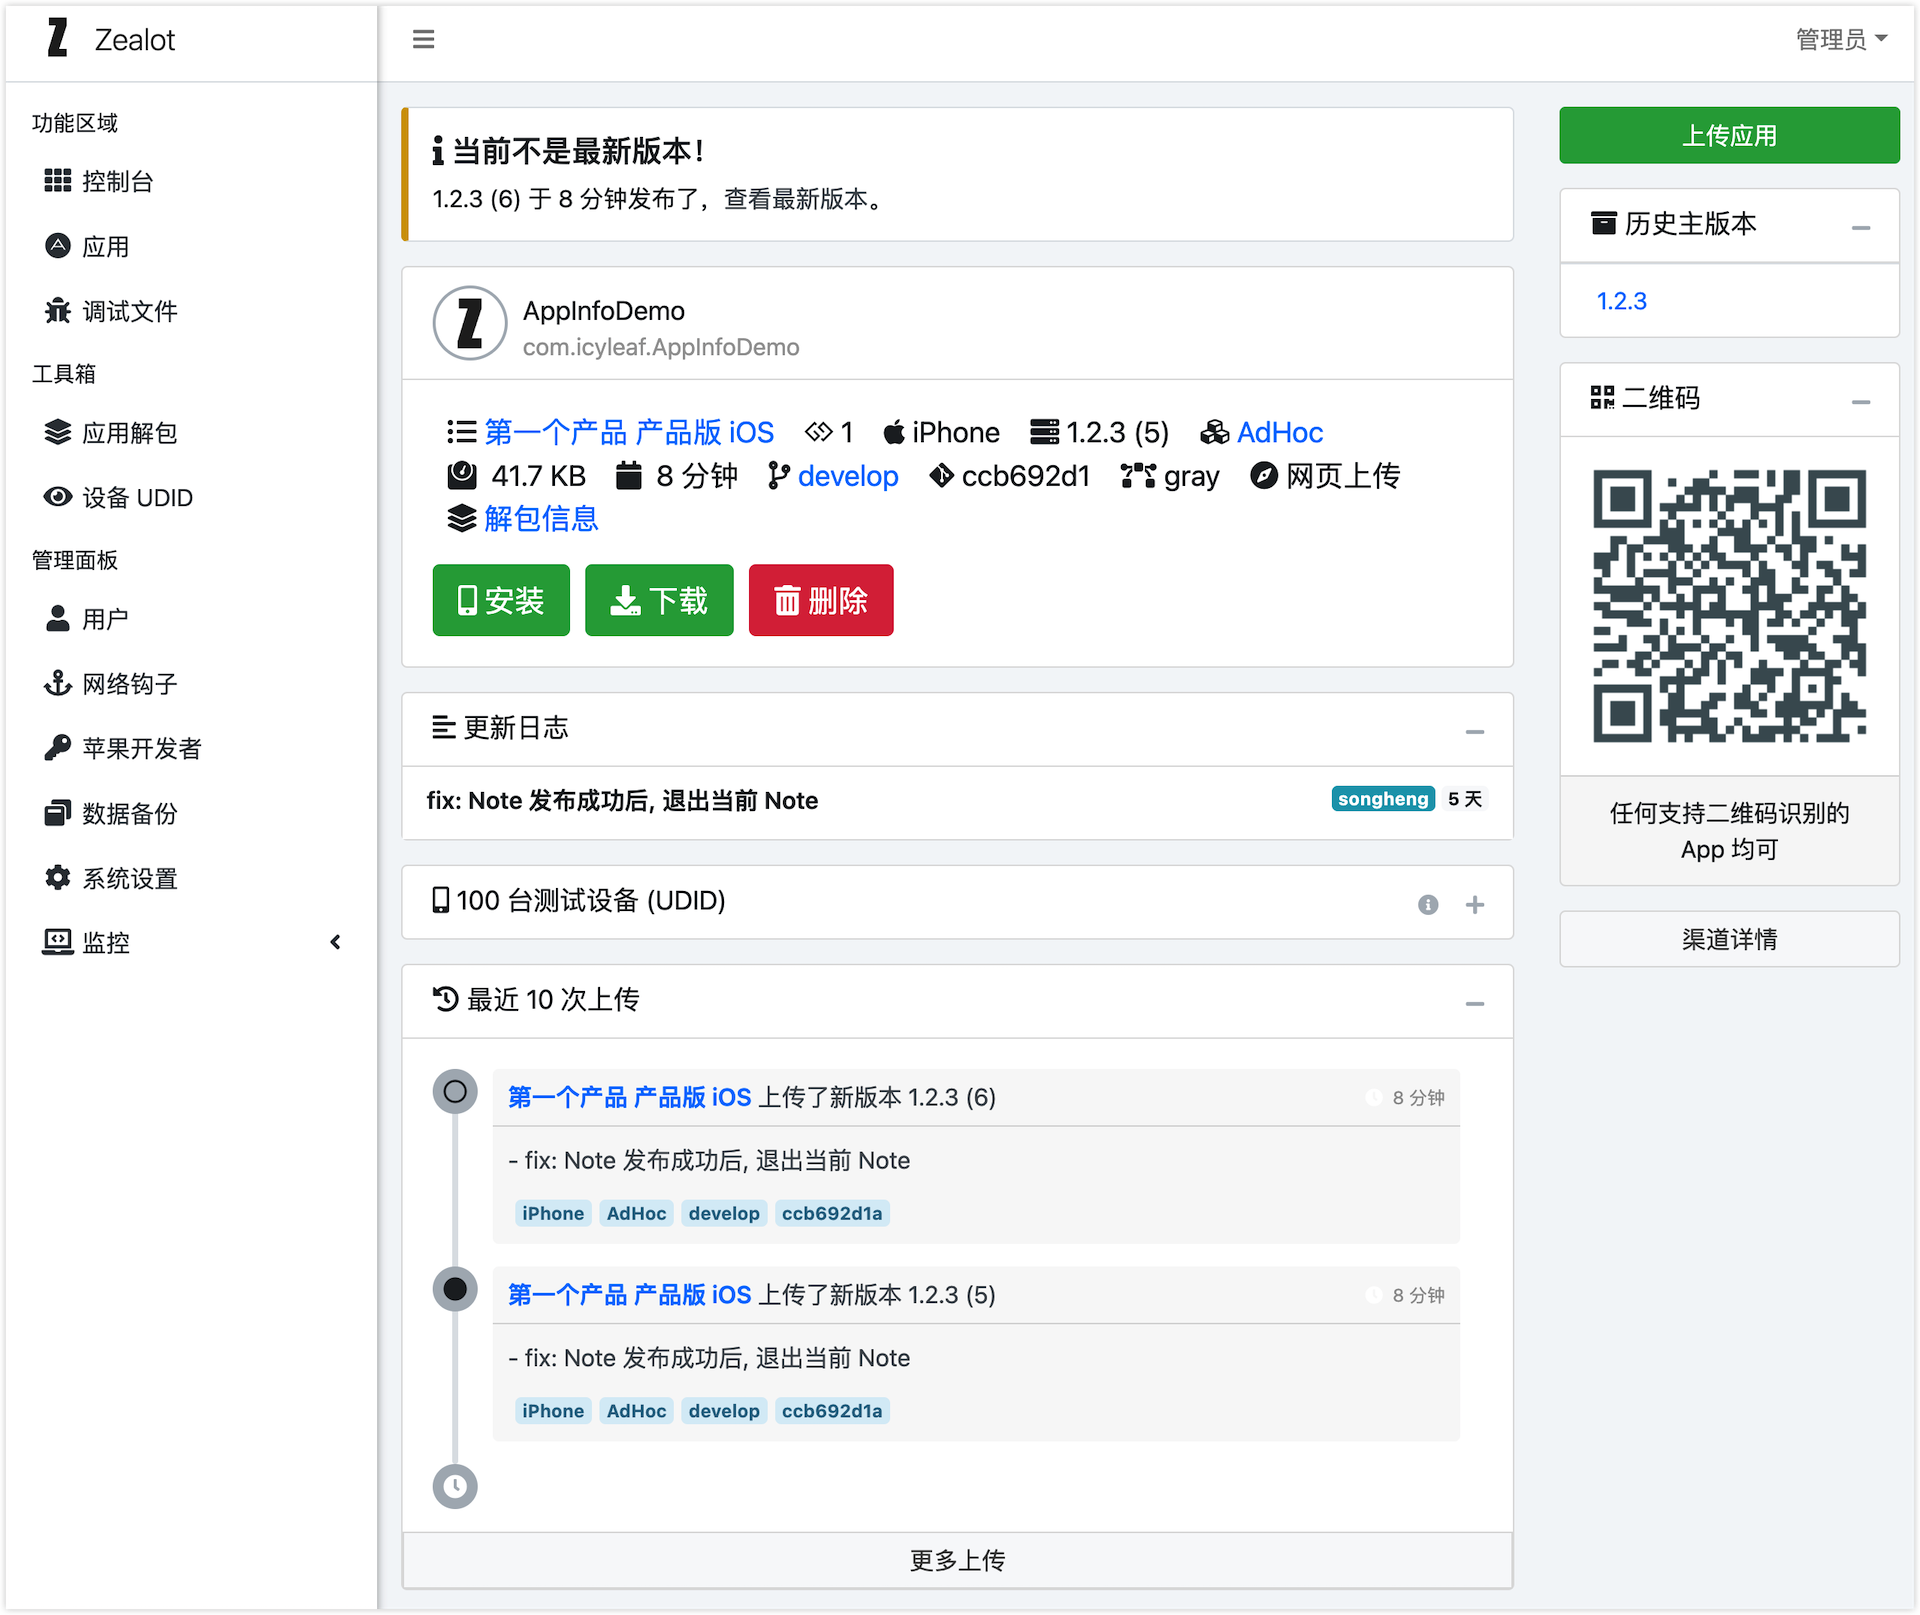 Zealot
管理员
功能区域
控制台
应用
调试文件
工具箱
应用解包
设备 UDID
管理面板
用户
网络钩子
苹果开发者
数据备份
系统设置
监控
当前不是最新版本！
1.2.3 (6) 于 8 分钟发布了，查看最新版本。
AppInfoDemo
com.icyleaf.AppInfoDemo
第一个产品 产品版 iOS 1 iPhone 1.2.3 (5) AdHoc
41.7 KB 8 分钟 develop ccb692d1 gray 网页上传
解包信息
安装 下载 删除
更新日志
fix: Note 发布成功后, 退出当前 Note songheng 5 天
100 台测试设备 (UDID)
最近 10 次上传
第一个产品 产品版 iOS 上传了新版本 1.2.3 (6) 8 分钟
- fix: Note 发布成功后, 退出当前 Note
iPhone AdHoc develop ccb692d1a
第一个产品 产品版 iOS 上传了新版本 1.2.3 (5) 8 分钟
- fix: Note 发布成功后, 退出当前 Note
iPhone AdHoc develop ccb692d1a
更多上传
上传应用
历史主版本
1.2.3
二维码
任何支持二维码识别的
App 均可
渠道详情